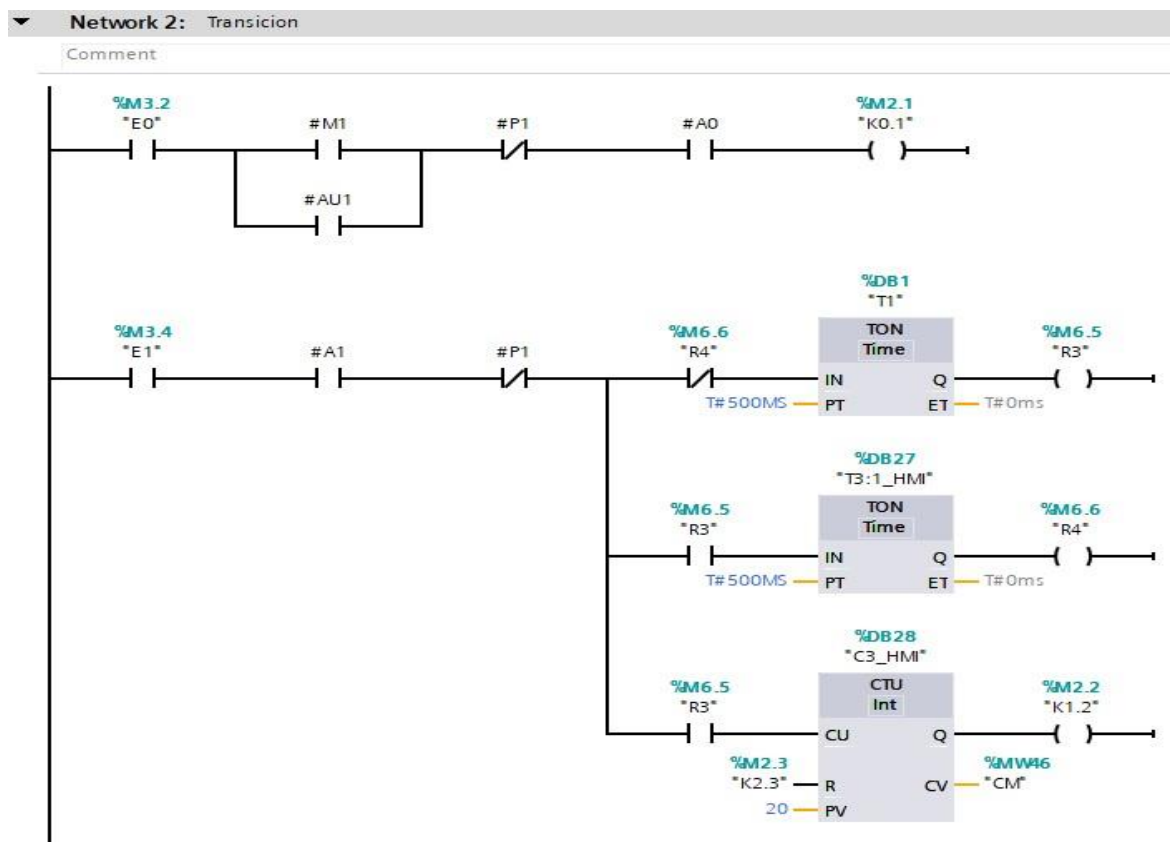 Network 2: Transicion
Comment
%M3.2 %M2.1
"E0" #M1 #P1 #A0 "K0.1"
#AU1
%DB1
"T1"
%M3.4 %M6.6 TON %M6.5
"E1" #A1 #P1 "R4" Time "R3"
IN Q
T#500MS PT ET T#0ms
%DB27
"T3:1_HMI"
%M6.5 TON %M6.6
"R3" Time "R4"
IN Q
T#500MS PT ET T#0ms
%DB28
"C3_HMI"
%M6.5 CTU %M2.2
"R3" Int "K1.2"
CU Q
%M2.3 %MW46
"K2.3" R CV "CM"
20 PV